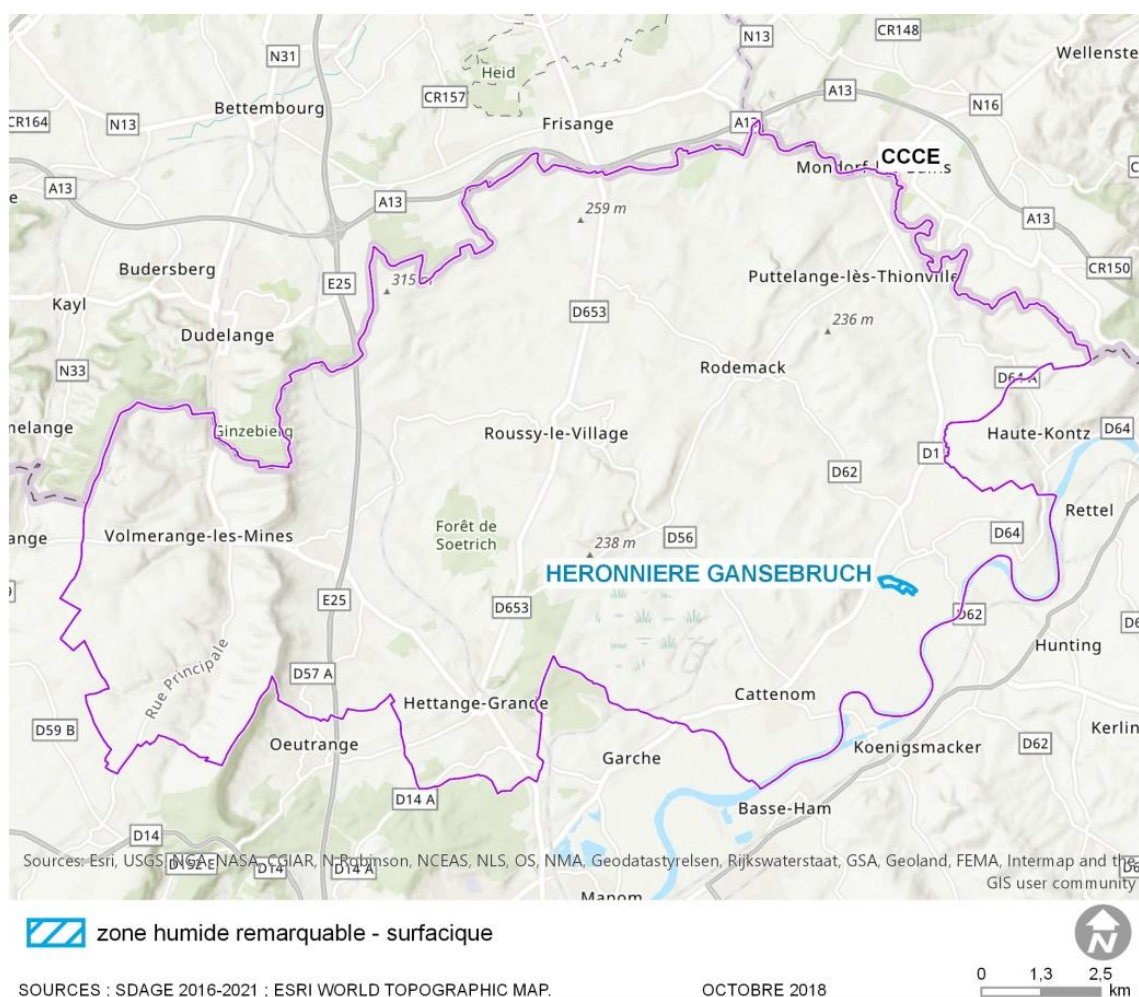 N13
CR148
N31
Wellenste
Heid
Bettembourg
CR157
A13
N16
CR164
N13
Frisange
A13
CCCE
Mondorf-les-Bains
A13
A13
259 m
A13
Budersberg
CR150
Puttelange-lès-Thionville
E25
315 m
Kayl
D653
236 m
Dudelange
Rodemack
N33
D64 A
melange
Ginzebierg
Roussy-le-Village
Haute-Kontz
D64
D1
D62
Rettel
Forêt de
Soetrich
ange
Volmerange-les-Mines
D56
D64
238 m
HERONNIERE GANSEBRUCH
E25
D653
D62
Hunting
Rue Principale
D57 A
Cattenom
Hettange-Grande
D59 B
Kerlin
Oeutrange
Garche
Koenigsmacker
D62
D14 A
Basse-Ham
D14
D152 E
D14
D14 A
Sources: Esri, USGS, NGA, NASA, CGIAR, N Robinson, NCEAS, NLS, OS, NMA, Geodatastyrelsen, Rijkswaterstaat, GSA, Geoland, FEMA, Intermap and the
GIS user community
Manom
zone humide remarquable - surfacique
N
SOURCES : SDAGE 2016-2021 ; ESRI WORLD TOPOGRAPHIC MAP.
OCTOBRE 2018
0 1,3 2,5
km